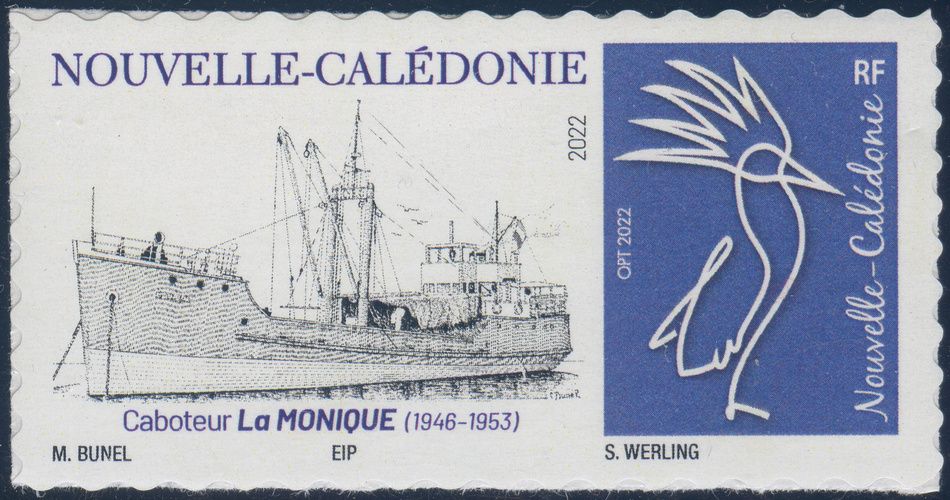 NOUVELLE-CALÉDONIE
2022
Caboteur La MONIQUE (1946-1953)
M. BUNEL
EIP
RF
OPT 2022
Nouvelle-Calédonie
S. WERLING